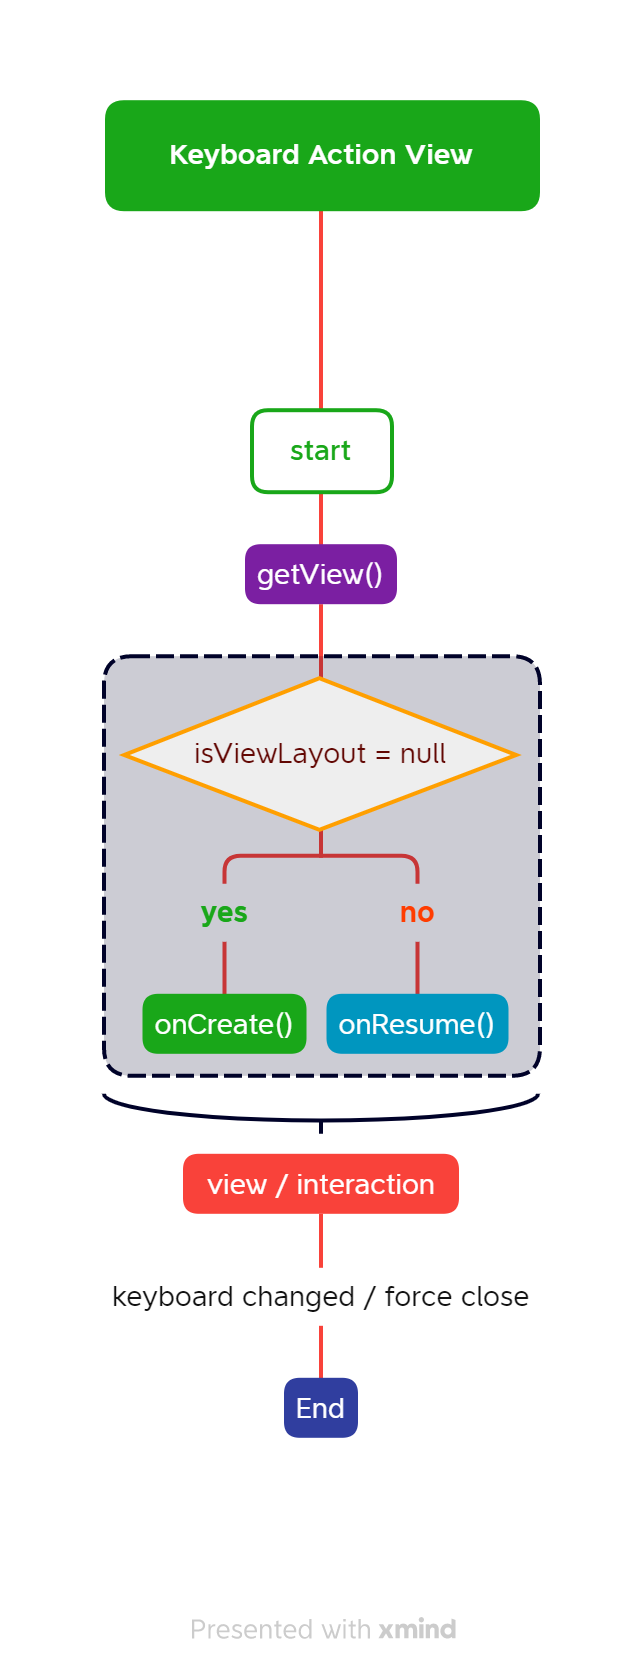 Keyboard Action View
start
getView()
isViewLayout = null
yes
no
onCreate()
onResume()
view / interaction
keyboard changed / force close
End
Presented with xmind